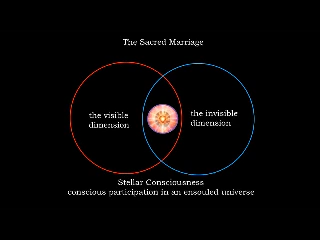 The Sacred Marriage
the visible
dimension
the invisible
dimension
Stellar Consciousness
conscious participation in an ensouled universe